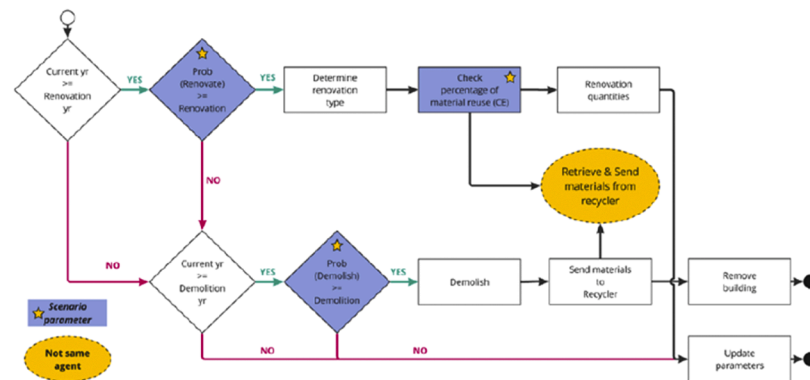 Current yr
>=
Renovation
yr
YES
Prob
(Renovate)
>=
Renovation
YES
Determine
renovation
type
Check
percentage of
material reuse (CE)
Renovation
quantities
Retrieve & Send
materials from
recycler
NO
NO
Current yr
>=
Demolition
yr
YES
Prob
(Demolish)
>=
Demolition
YES
Demolish
Send materials
to
Recycler
Remove
building
Scenario
parameter
Not same
agent
NO
NO
Update
parameters